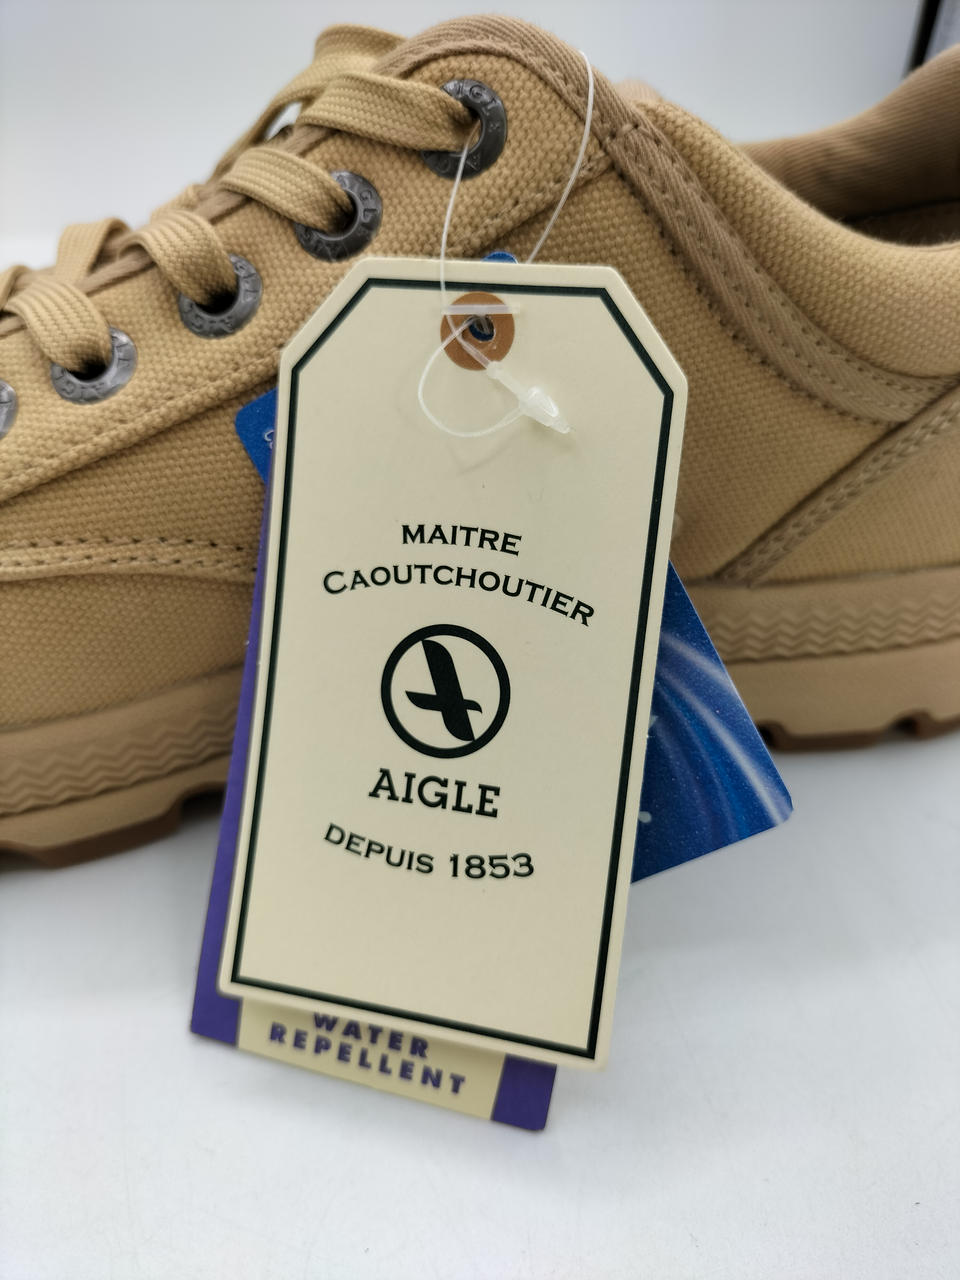 MAITRE
CAOUTCHOUTIER
AIGLE
DEPUIS 1853
WATER
REPELLENT